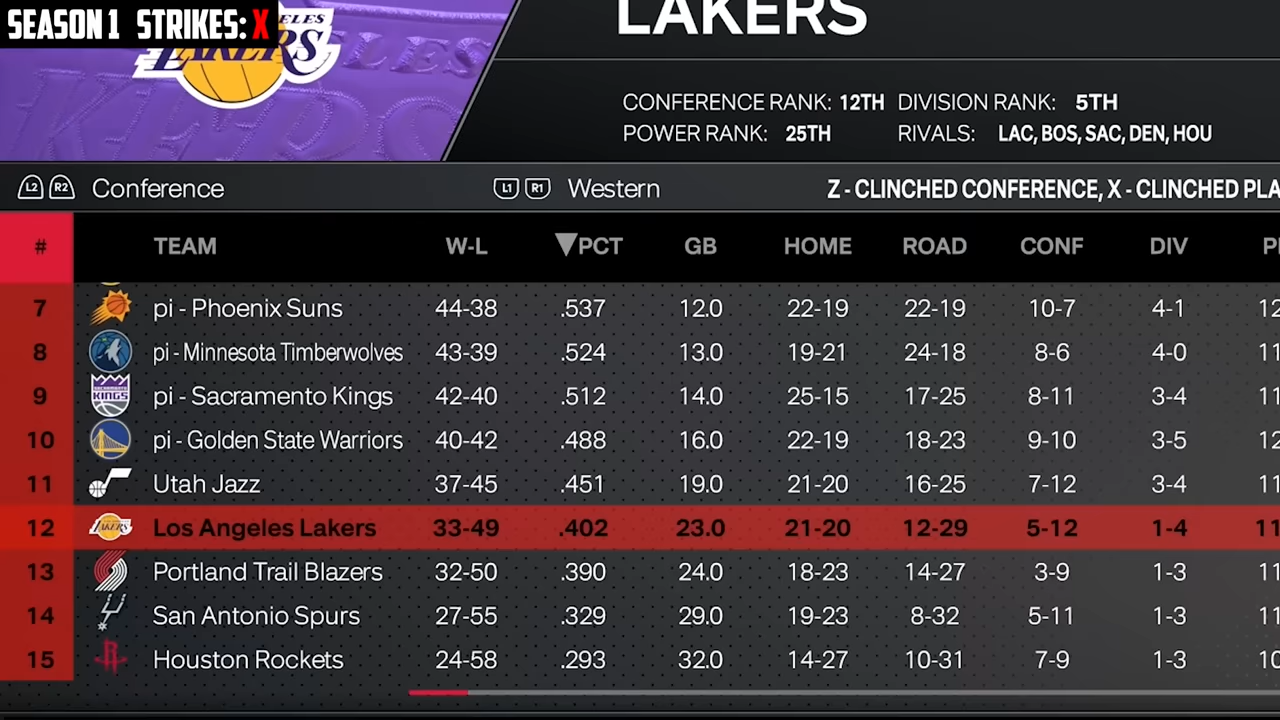 SEASON 1 STRIKES: X
LAKERS
CONFERENCE RANK: 12TH DIVISION RANK: 5TH
POWER RANK: 25TH RIVALS: LAC, BOS, SAC, DEN, HOU
L2 R2 Conference L1 R1 Western Z - CLINCHED CONFERENCE, X - CLINCHED PLA
# TEAM W-L PCT GB HOME ROAD CONF DIV
7 pi - Phoenix Suns 44-38 .537 12.0 22-19 22-19 10-7 4-1 12
8 pi - Minnesota Timberwolves 43-39 .524 13.0 19-21 24-18 8-6 4-0 11
9 pi - Sacramento Kings 42-40 .512 14.0 25-15 17-25 8-11 3-4 11
10 pi - Golden State Warriors 40-42 .488 16.0 22-19 18-23 9-10 3-5 12
11 Utah Jazz 37-45 .451 19.0 21-20 16-25 7-12 3-4 11
12 Los Angeles Lakers 33-49 .402 23.0 21-20 12-29 5-12 1-4 11
13 Portland Trail Blazers 32-50 .390 24.0 18-23 14-27 3-9 1-3 11
14 San Antonio Spurs 27-55 .329 29.0 19-23 8-32 5-11 1-3 11
15 Houston Rockets 24-58 .293 32.0 14-27 10-31 7-9 1-3 10